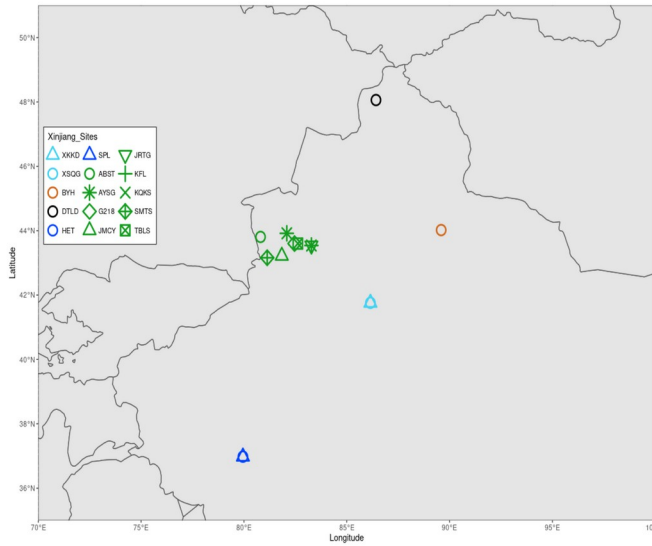 50°N
48°N
46°N
44°N
42°N
40°N
38°N
36°N
Latitude
Xinjiang_Sites
XKKD SPL JRTG
XSQG ABST KFL
BYH AYSG KQKS
DTLD G218 SMTS
HET JMCY TBLS
70°E 75°E 80°E 85°E 90°E 95°E
Longitude